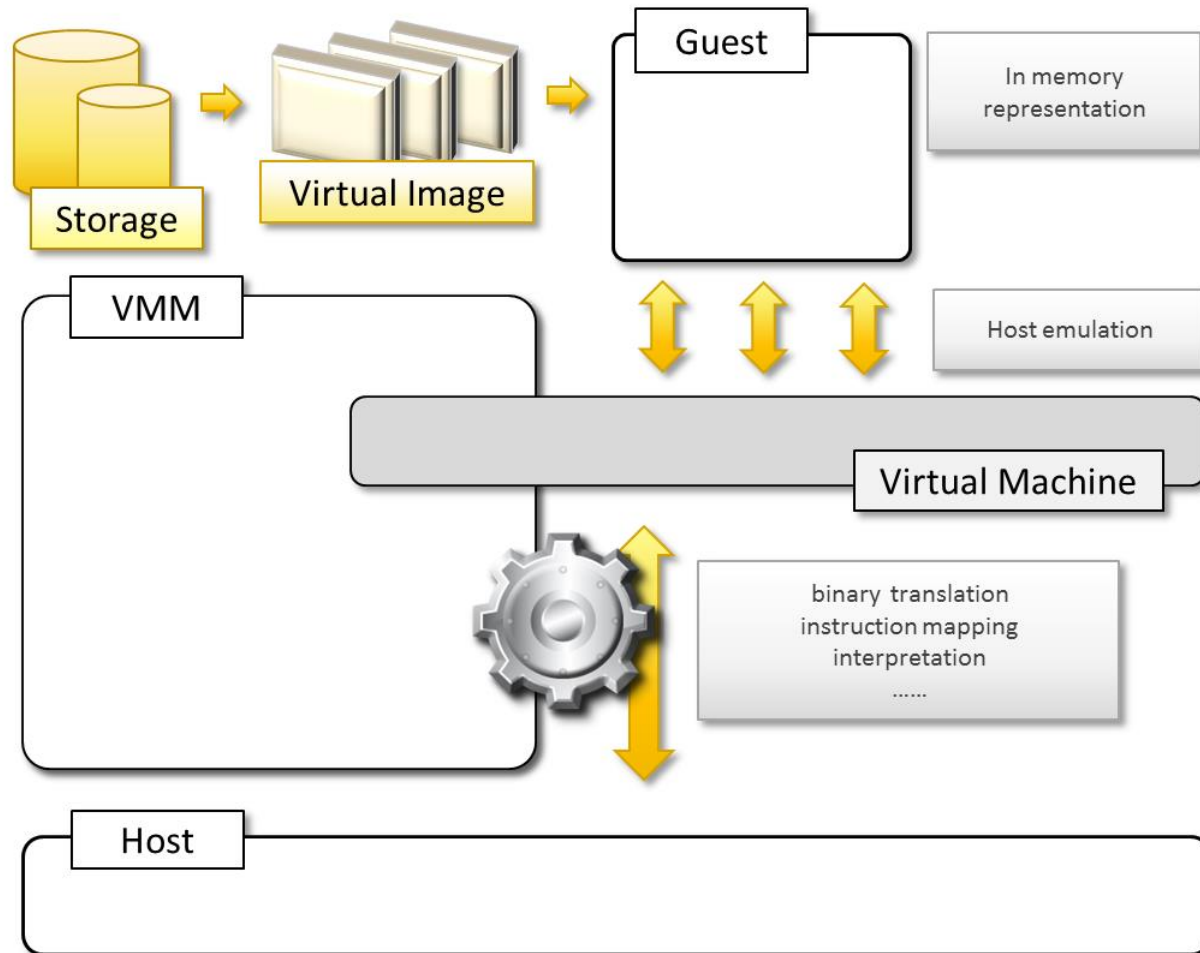 Guest
In memory
representation
Virtual Image
Storage
VMM
Host emulation
Virtual Machine
binary translation
instruction mapping
interpretation
......
Host